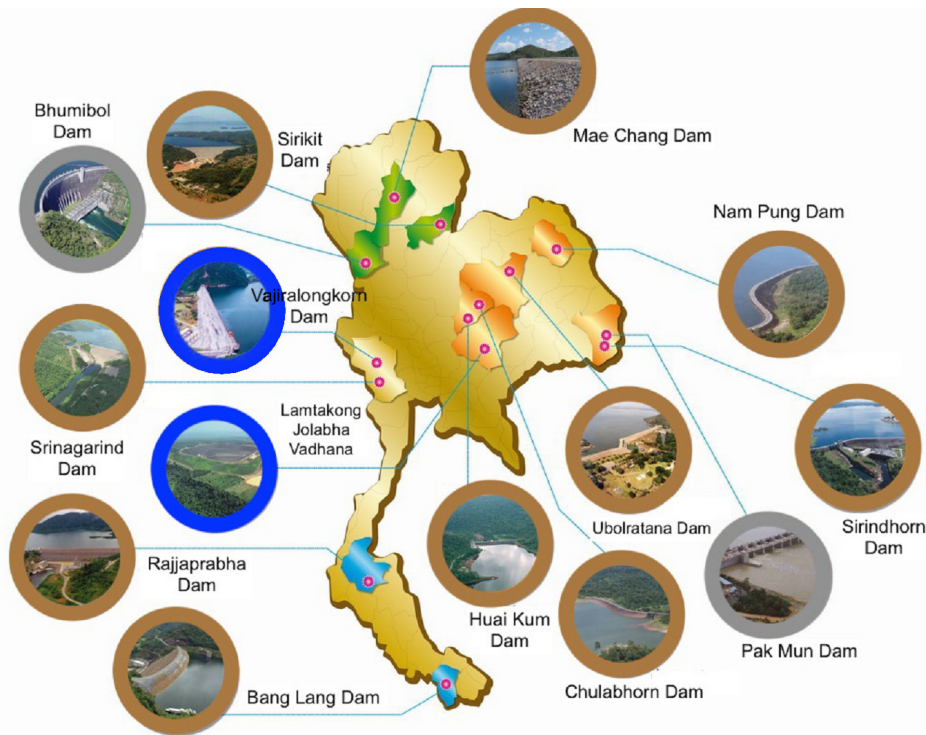 Mae Chang Dam
Bhumibol
Dam
Sirikit
Dam
Nam Pung Dam
Vajiralongkorn
Dam
Srinagarind
Dam
Lamtakong
Jolabha
Vadhana
Ubolratana Dam
Sirindhorn
Dam
Rajjaprabha
Dam
Huai Kum
Dam
Pak Mun Dam
Chulabhorn Dam
Bang Lang Dam